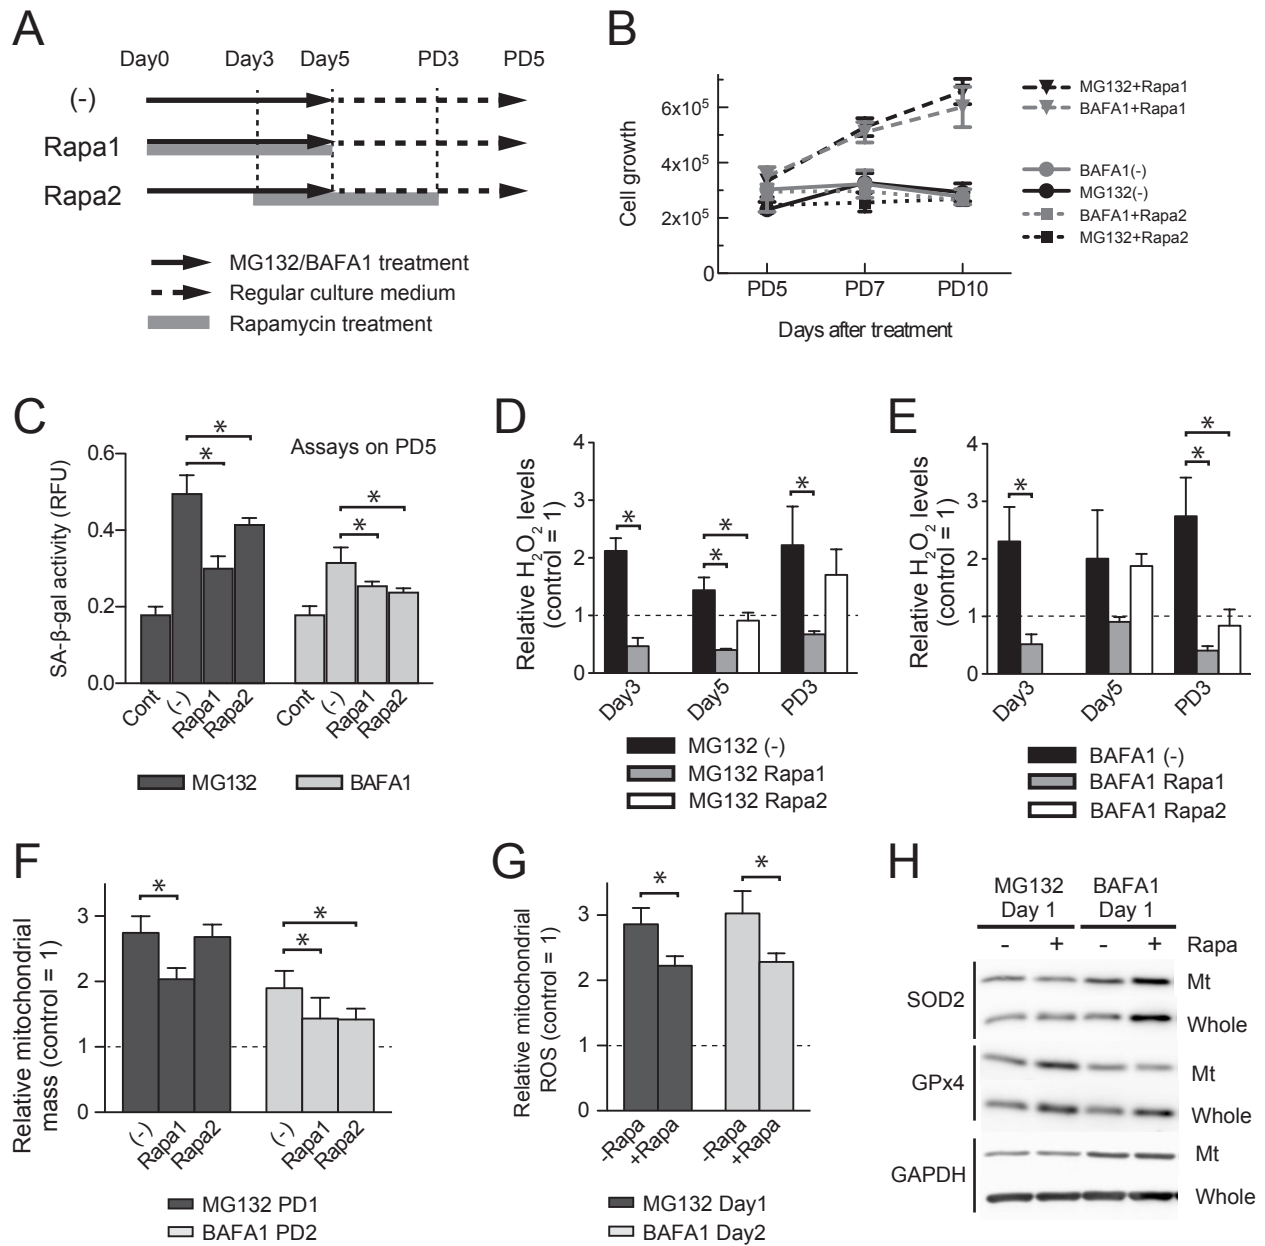 A
Day0 Day3 Day5 PD3 PD5
(-)
Rapa1
Rapa2
MG132/BAFA1 treatment
Regular culture medium
Rapamycin treatment
B
Cell growth
6x10⁵
4x10⁵
2x10⁵
0
PD5 PD7 PD10
Days after treatment
MG132+Rapa1
BAFA1+Rapa1
BAFA1(-)
MG132(-)
BAFA1+Rapa2
MG132+Rapa2
C
SA-β-gal activity (RFU)
Assays on PD5
0.6
0.4
0.2
0.0
* * * *
Cont (-) Rapa1 Rapa2 Cont (-) Rapa1 Rapa2
MG132 BAFA1
D
Relative H₂O₂ levels
(control = 1)
4
3
2
1
0
* * * *
Day3 Day5 PD3
MG132 (-)
MG132 Rapa1
MG132 Rapa2
E
Relative H₂O₂ levels
(control = 1)
4
3
2
1
0
* * *
Day3 Day5 PD3
BAFA1 (-)
BAFA1 Rapa1
BAFA1 Rapa2
F
Relative mitochondrial
mass (control = 1)
3
2
1
0
* * *
(-) Rapa1 Rapa2 (-) Rapa1 Rapa2
MG132 PD1
BAFA1 PD2
G
Relative mitochondrial
ROS (control = 1)
3
2
1
0
* *
-Rapa +Rapa -Rapa +Rapa
MG132 Day1
BAFA1 Day2
H
MG132 BAFA1
Day 1 Day 1
- + - + Rapa
SOD2
Mt
Whole
GPx4
Mt
Whole
GAPDH
Mt
Whole